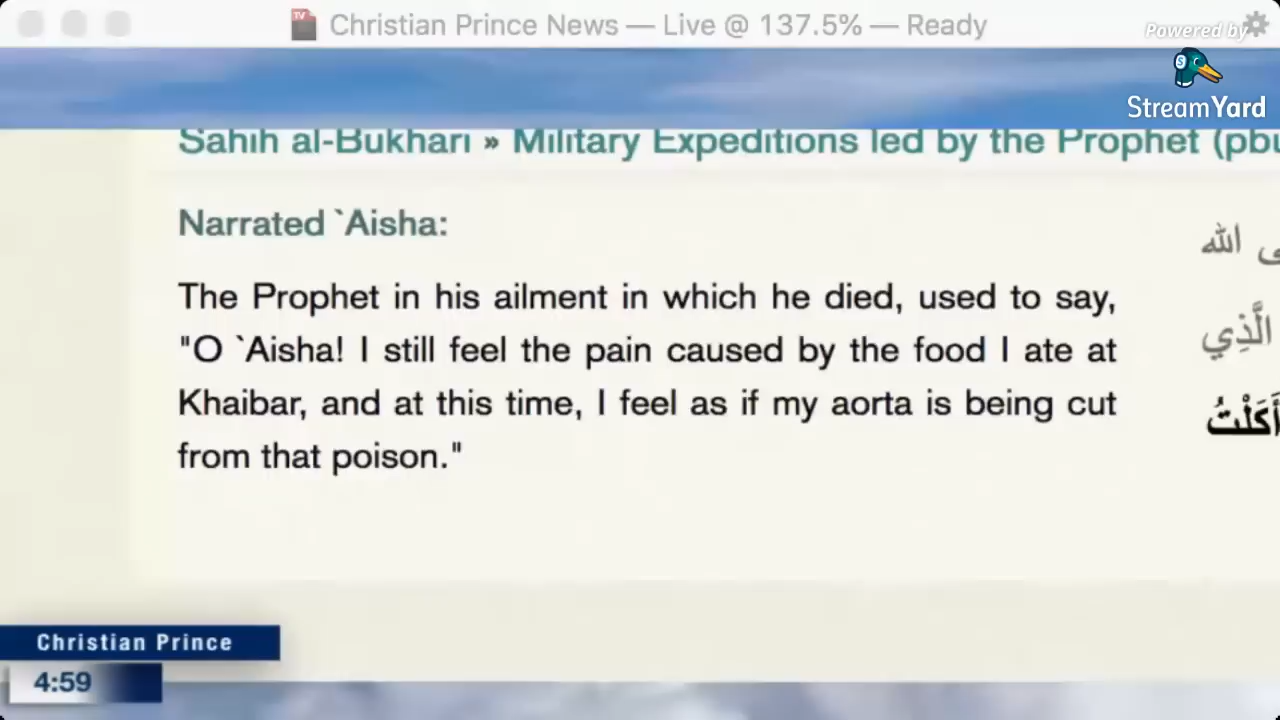 Christian Prince News — Live @ 137.5% — Ready
Powered by
StreamYard
Sahih al-Bukhari » Military Expeditions led by the Prophet
Narrated `Aisha:
The Prophet in his ailment in which he died, used to say,
"O `Aisha! I still feel the pain caused by the food I ate at
Khaibar, and at this time, I feel as if my aorta is being cut
from that poison."
الله
الَّذِي
أَكَلْتُ
Christian Prince
4:59